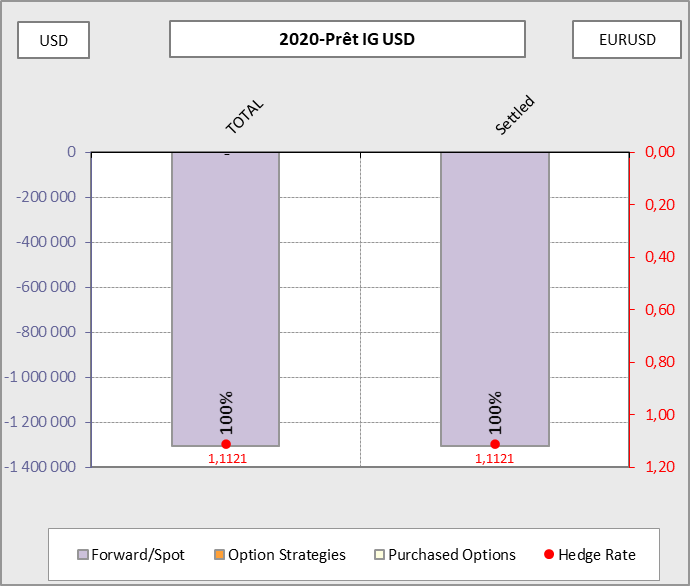 USD
2020-Prêt IG USD
EURUSD
TOTAL
Settled
0
-200 000
-400 000
-600 000
-800 000
-1 000 000
-1 200 000
-1 400 000
0,00
0,20
0,40
0,60
0,80
1,00
1,20
100%
100%
1,1121
1,1121
Forward/Spot
Option Strategies
Purchased Options
Hedge Rate